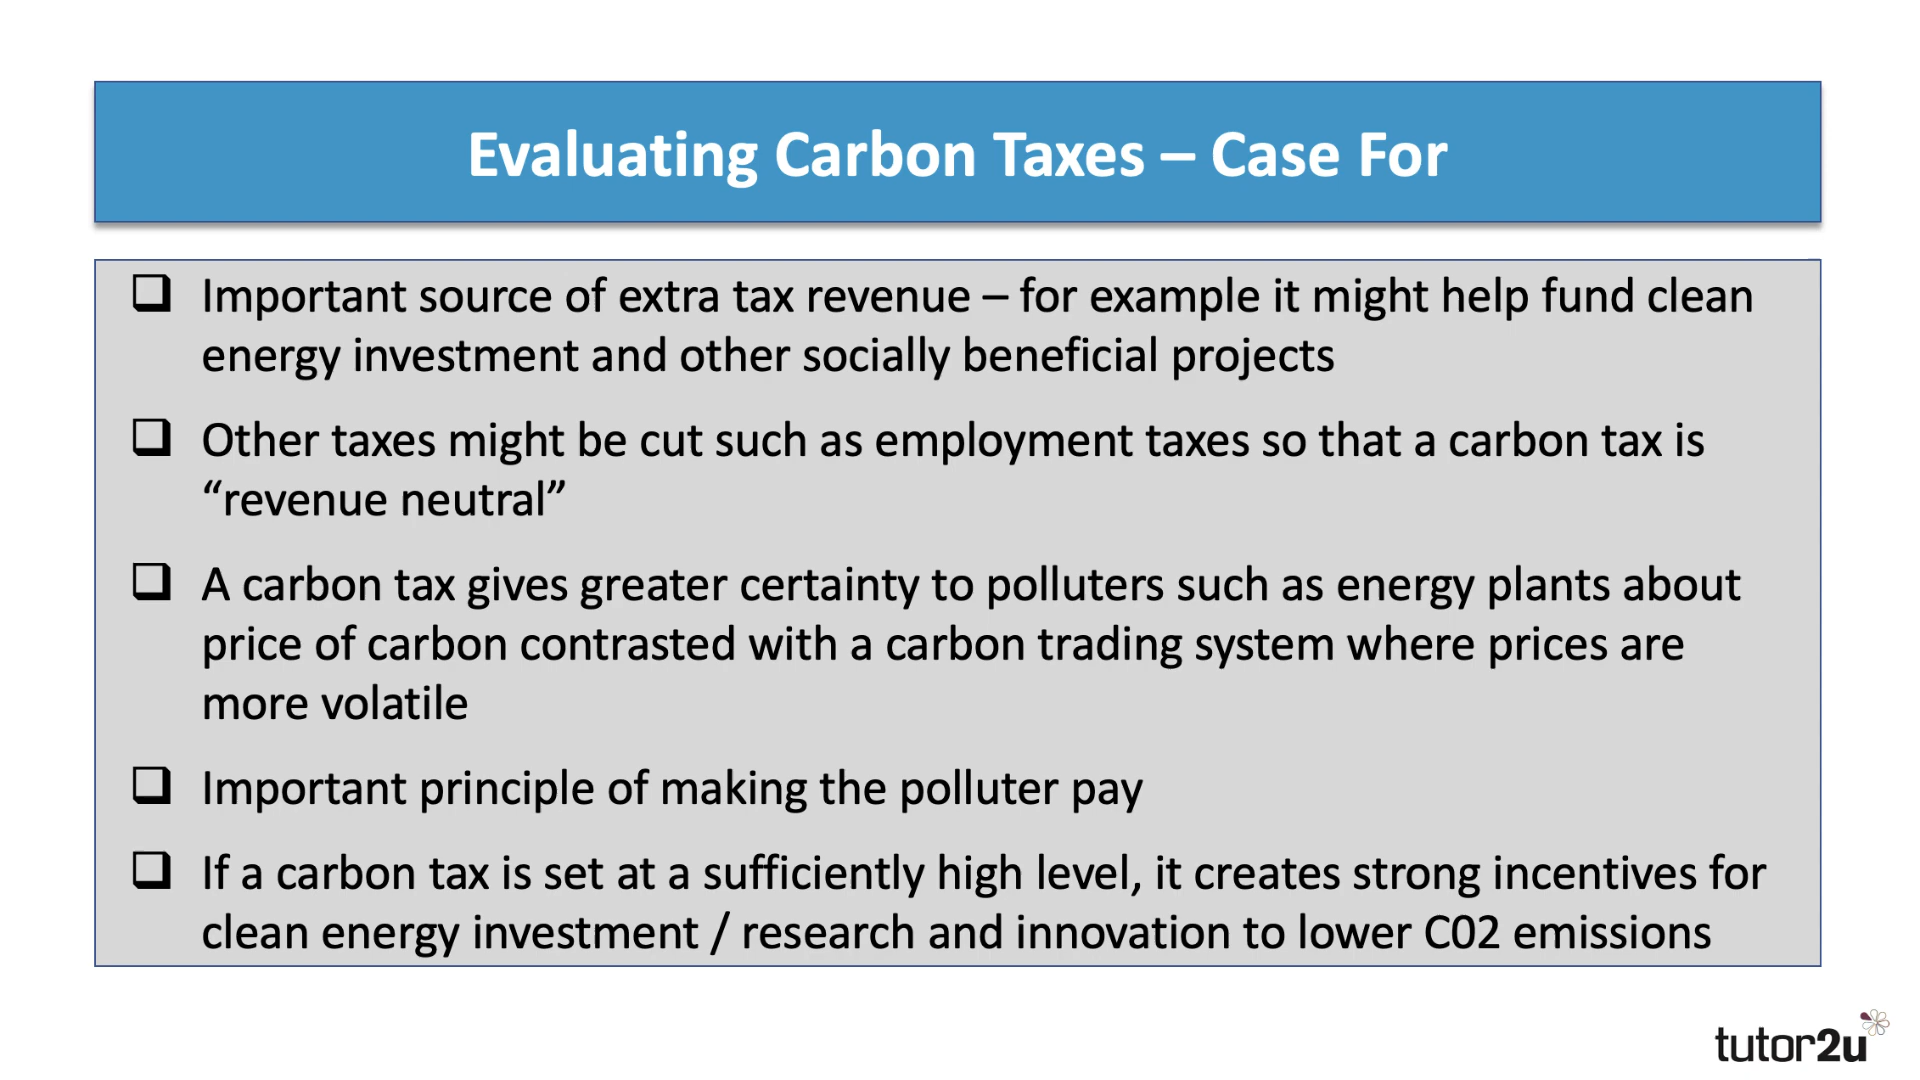 Evaluating Carbon Taxes – Case For
Important source of extra tax revenue – for example it might help fund clean
energy investment and other socially beneficial projects
Other taxes might be cut such as employment taxes so that a carbon tax is
“revenue neutral”
A carbon tax gives greater certainty to polluters such as energy plants about
price of carbon contrasted with a carbon trading system where prices are
more volatile
Important principle of making the polluter pay
If a carbon tax is set at a sufficiently high level, it creates strong incentives for
clean energy investment / research and innovation to lower C02 emissions
tutor2u